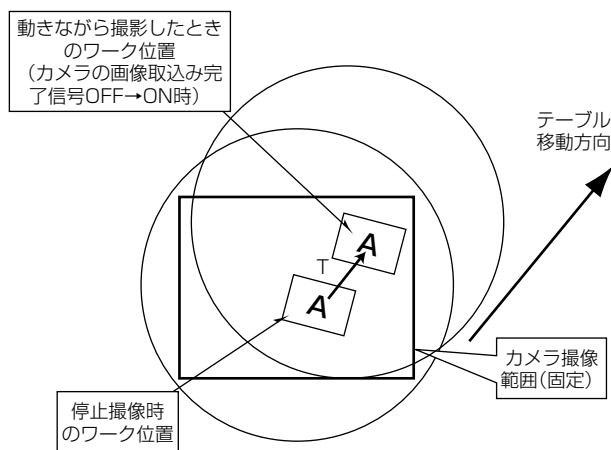 動きながら撮影したとき
のワーク位置
（カメラの画像取込み完
了信号OFF→ON時）
テーブル
移動方向
A
T
A
カメラ撮像
範囲（固定）
停止撮像時
のワーク位置